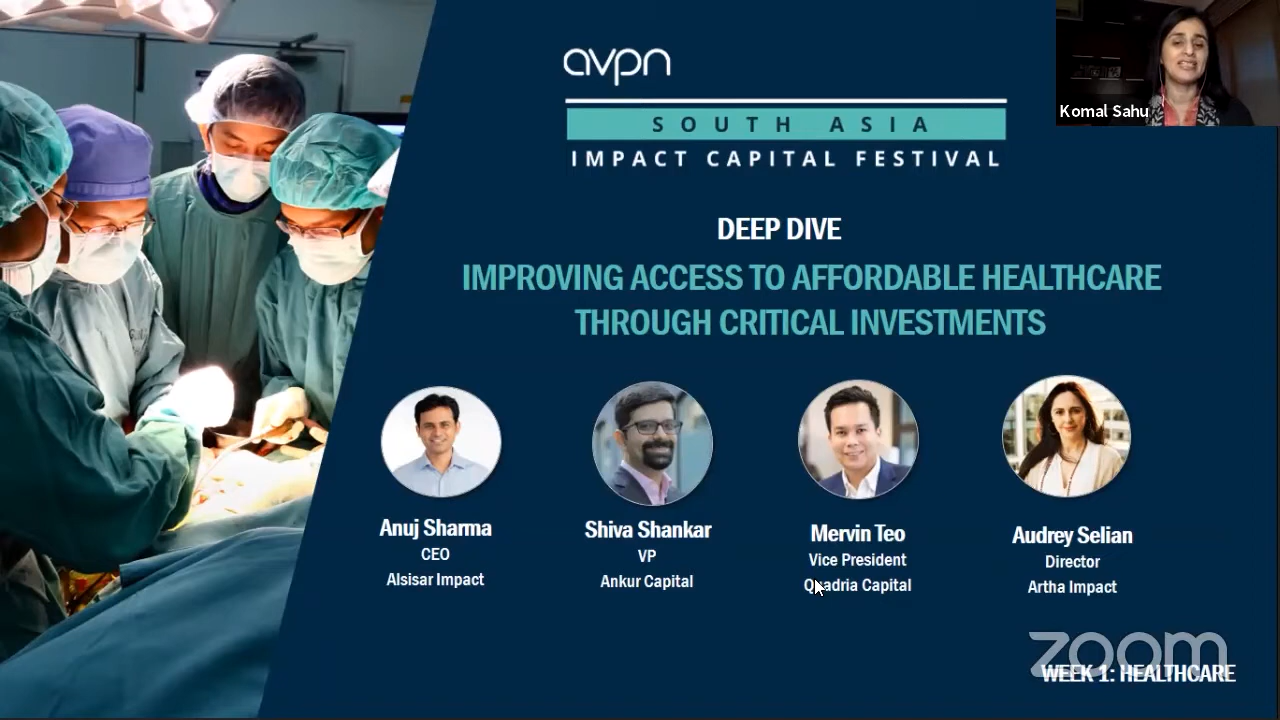 Komal Sahu
avpn
SOUTH ASIA
IMPACT CAPITAL FESTIVAL
DEEP DIVE
IMPROVING ACCESS TO AFFORDABLE HEALTHCARE
THROUGH CRITICAL INVESTMENTS
Anuj Sharma
CEO
Alsisar Impact
Shiva Shankar
VP
Ankur Capital
Mervin Teo
Vice President
Quadria Capital
Audrey Selian
Director
Artha Impact
zoom
WEEK 1: HEALTHCARE